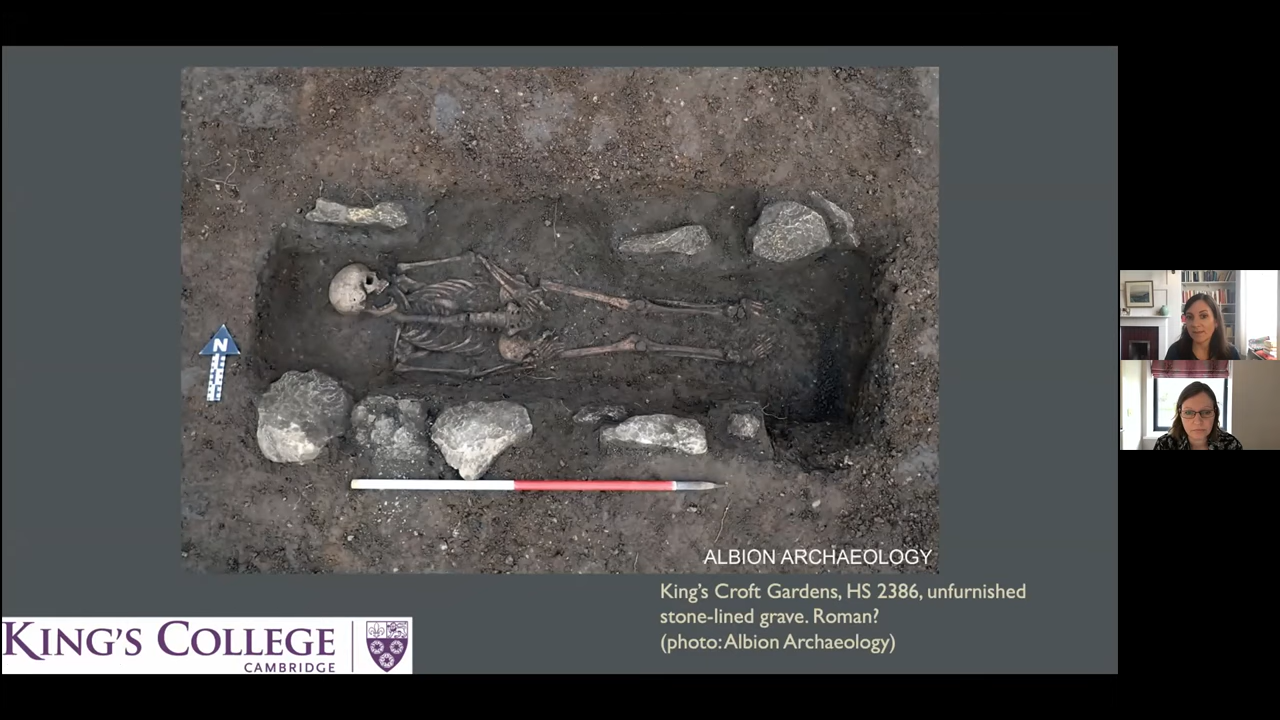 N
ALBION ARCHAEOLOGY
King's Croft Gardens, HS 2386, unfurnished
stone-lined grave. Roman?
(photo: Albion Archaeology)
KING'S COLLEGE
CAMBRIDGE